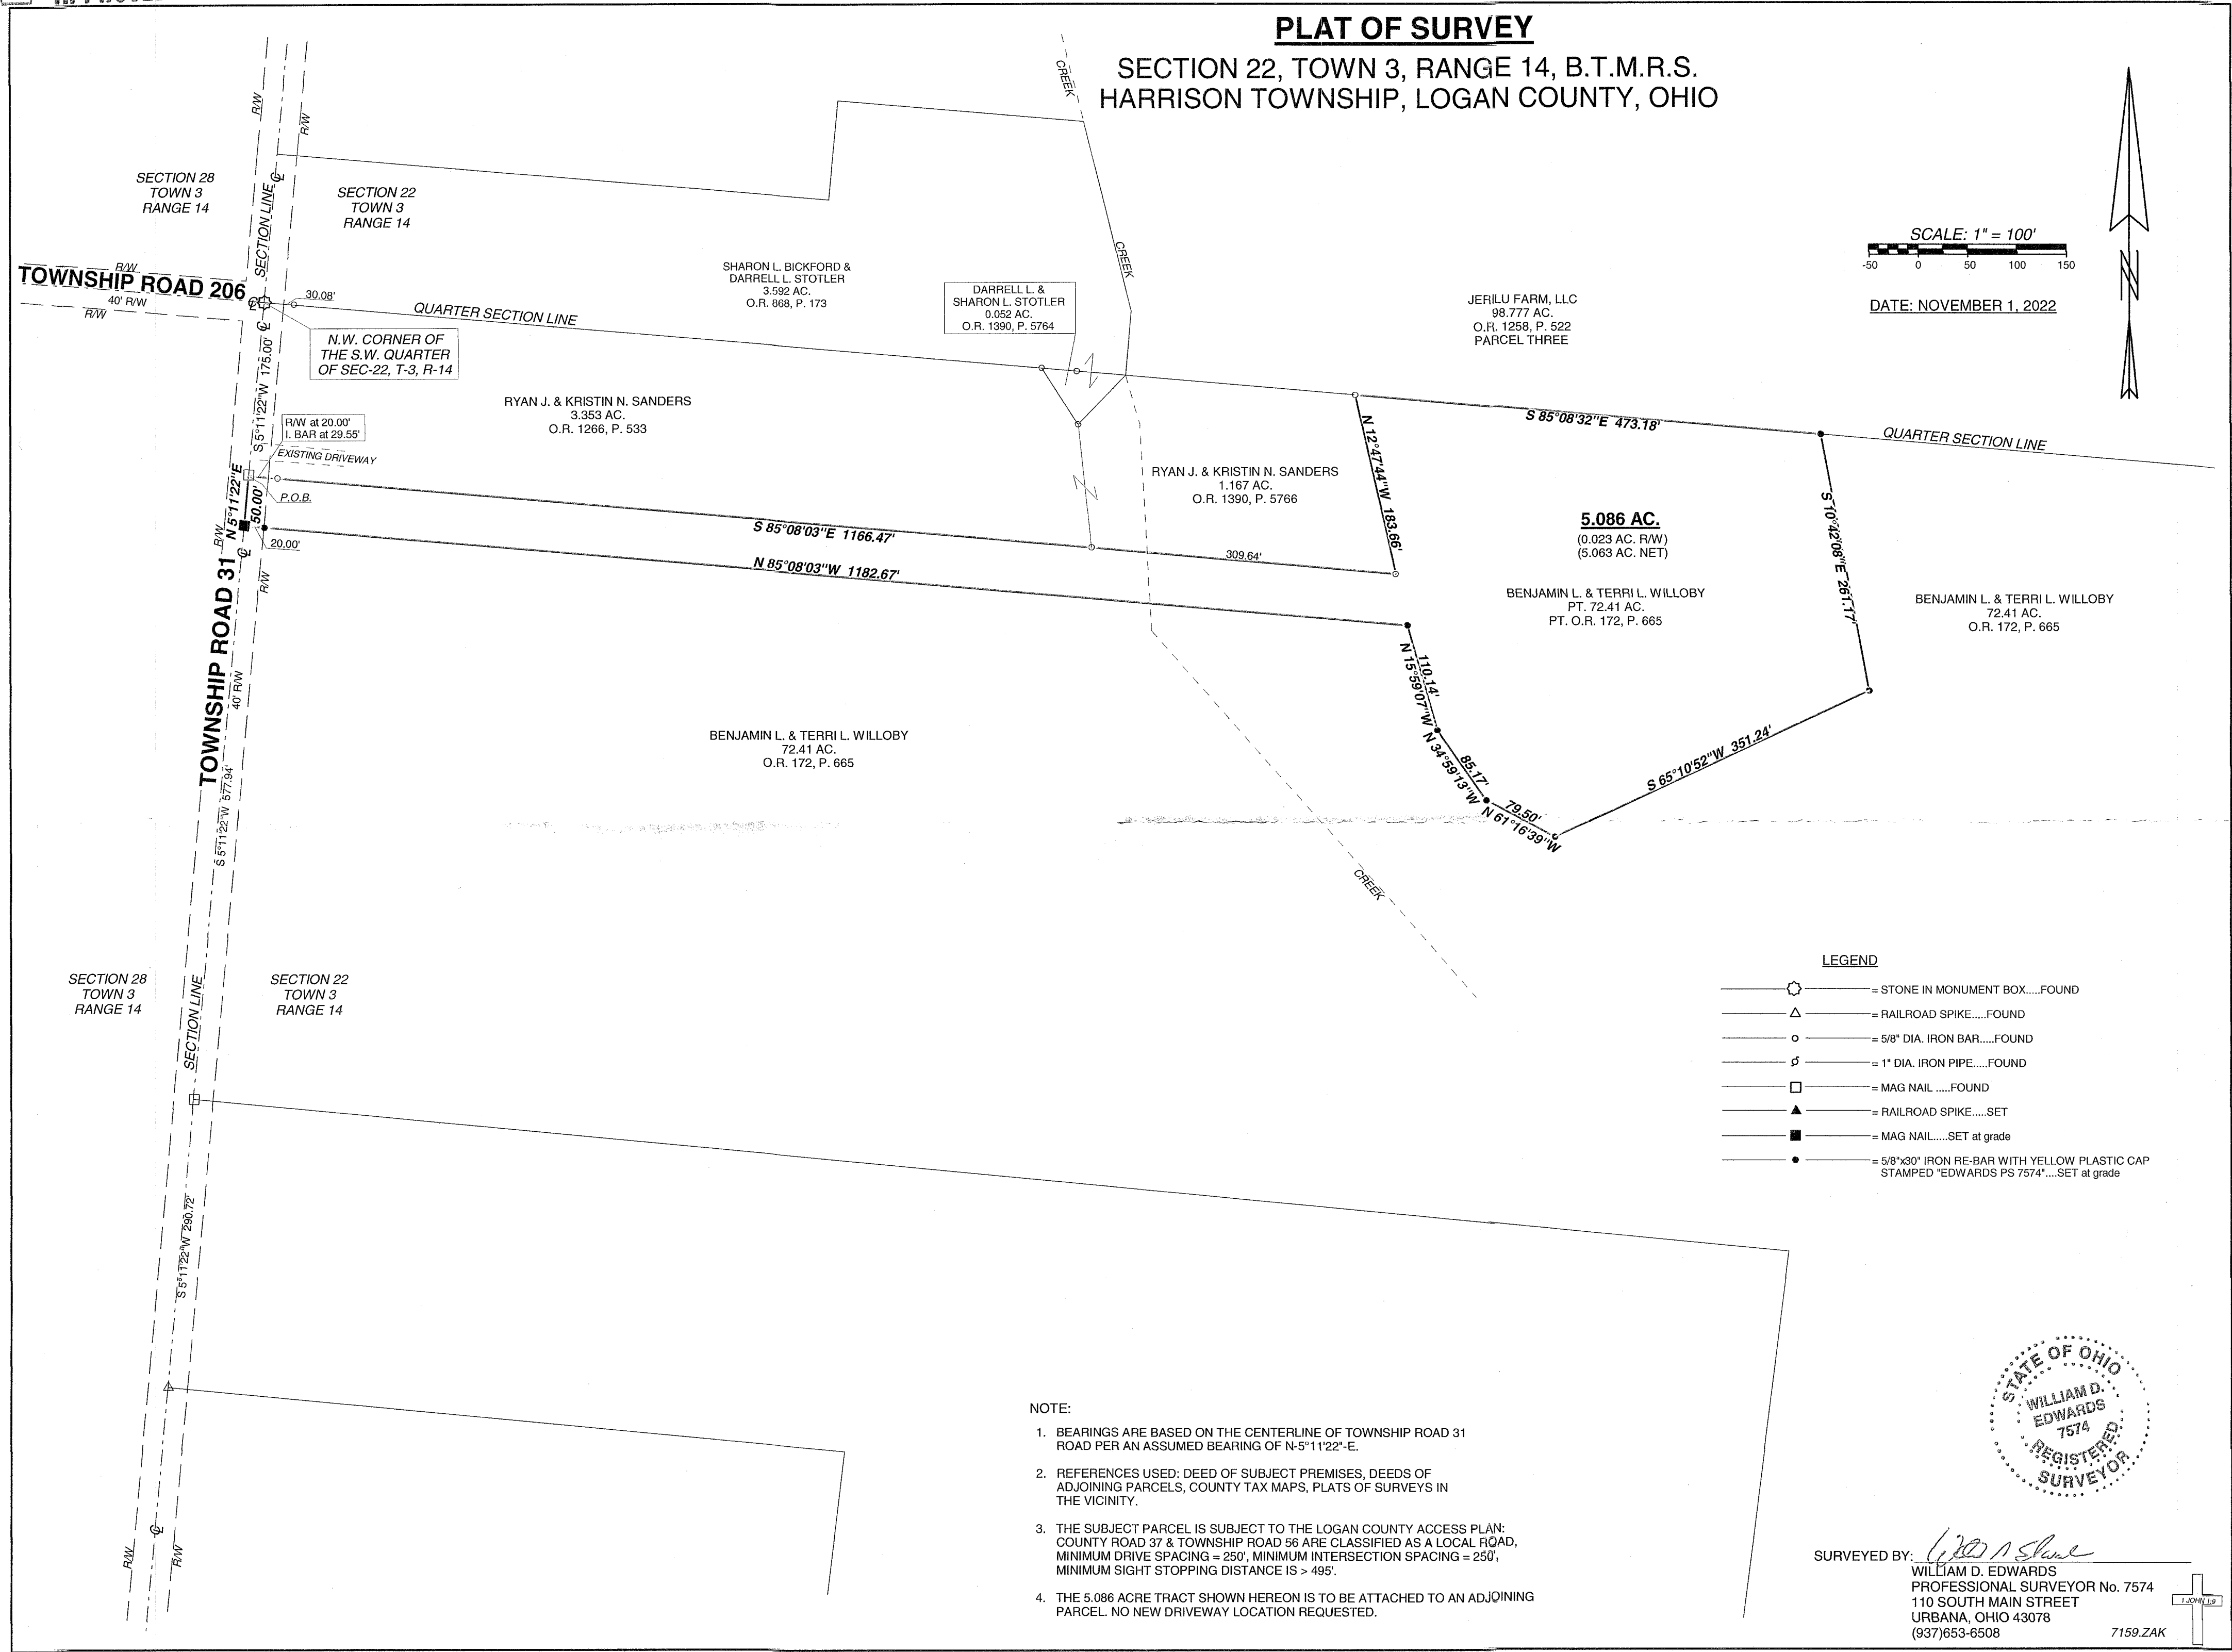 PLAT OF SURVEY
SECTION 22, TOWN 3, RANGE 14, B.T.M.R.S.
HARRISON TOWNSHIP, LOGAN COUNTY, OHIO
CREEK
R/W
R/W
SECTION 28
TOWN 3
RANGE 14
SECTION LINE
℄
SECTION 22
TOWN 3
RANGE 14
SCALE: 1" = 100'
-50 0 50 100 150
N
DATE: NOVEMBER 1, 2022
R/W
TOWNSHIP ROAD 206
40' R/W
R/W
℄
30.08'
QUARTER SECTION LINE
SHARON L. BICKFORD &
DARRELL L. STOTLER
3.592 AC.
O.R. 868, P. 173
DARRELL L. &
SHARON L. STOTLER
0.052 AC.
O.R. 1390, P. 5764
CREEK
JERILU FARM, LLC
98.777 AC.
O.R. 1258, P. 522
PARCEL THREE
N.W. CORNER OF
THE S.W. QUARTER
OF SEC-22, T-3, R-14
℄
S 5°11'22"W 175.00'
RYAN J. & KRISTIN N. SANDERS
3.353 AC.
O.R. 1266, P. 533
R/W at 20.00'
I. BAR at 29.55'
EXISTING DRIVEWAY
P.O.B.
N 5°11'22"E
50.00'
20.00'
R/W
℄
R/W
S 85°08'03"E 1166.47'
N 85°08'03"W 1182.67'
309.64'
RYAN J. & KRISTIN N. SANDERS
1.167 AC.
O.R. 1390, P. 5766
N 12°47'44"W 183.66'
S 85°08'32"E 473.18'
QUARTER SECTION LINE
5.086 AC.
(0.023 AC. R/W)
(5.063 AC. NET)
BENJAMIN L. & TERRI L. WILLOBY
PT. 72.41 AC.
PT. O.R. 172, P. 665
S 10°42'08"E 261.17'
BENJAMIN L. & TERRI L. WILLOBY
72.41 AC.
O.R. 172, P. 665
TOWNSHIP ROAD 31
40' R/W
S 5°11'22"W 577.94'
BENJAMIN L. & TERRI L. WILLOBY
72.41 AC.
O.R. 172, P. 665
110.14'
N 15°59'07"W
85.17'
N 34°59'13"W
79.50'
N 61°16'39"W
S 65°10'52"W 351.24'
CREEK
SECTION 28
TOWN 3
RANGE 14
SECTION LINE
SECTION 22
TOWN 3
RANGE 14
S 5°11'22"W 290.72'
℄
R/W
R/W
LEGEND
= STONE IN MONUMENT BOX.....FOUND
= RAILROAD SPIKE.....FOUND
= 5/8" DIA. IRON BAR.....FOUND
= 1" DIA. IRON PIPE.....FOUND
= MAG NAIL .....FOUND
= RAILROAD SPIKE.....SET
= MAG NAIL.....SET at grade
= 5/8"x30" IRON RE-BAR WITH YELLOW PLASTIC CAP
STAMPED "EDWARDS PS 7574"....SET at grade
NOTE:
1. BEARINGS ARE BASED ON THE CENTERLINE OF TOWNSHIP ROAD 31
ROAD PER AN ASSUMED BEARING OF N-5°11'22"-E.
2. REFERENCES USED: DEED OF SUBJECT PREMISES, DEEDS OF
ADJOINING PARCELS, COUNTY TAX MAPS, PLATS OF SURVEYS IN
THE VICINITY.
3. THE SUBJECT PARCEL IS SUBJECT TO THE LOGAN COUNTY ACCESS PLAN:
COUNTY ROAD 37 & TOWNSHIP ROAD 56 ARE CLASSIFIED AS A LOCAL ROAD,
MINIMUM DRIVE SPACING = 250', MINIMUM INTERSECTION SPACING = 250',
MINIMUM SIGHT STOPPING DISTANCE IS > 495'.
4. THE 5.086 ACRE TRACT SHOWN HEREON IS TO BE ATTACHED TO AN ADJOINING
PARCEL. NO NEW DRIVEWAY LOCATION REQUESTED.
STATE OF OHIO
WILLIAM D.
EDWARDS
7574
REGISTERED
SURVEYOR
SURVEYED BY:
WILLIAM D. EDWARDS
PROFESSIONAL SURVEYOR No. 7574
110 SOUTH MAIN STREET
URBANA, OHIO 43078
(937)653-6508
7159.ZAK
1 JOHN 1:9